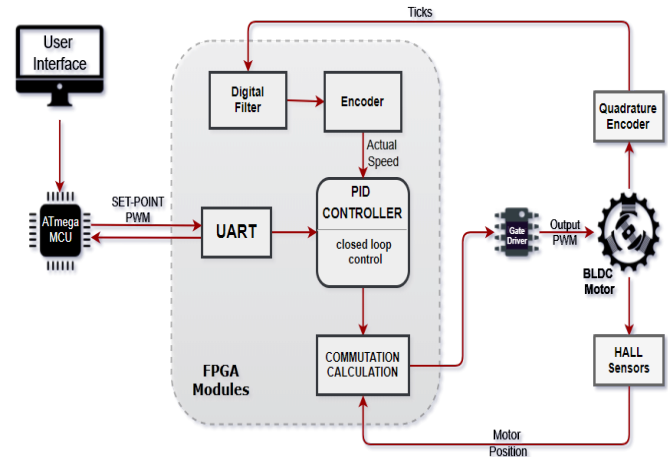 Ticks
User
Interface
Digital
Filter
Encoder
Quadrature
Encoder
Actual
Speed
ATmega
MCU
SET-POINT
PWM
UART
PID
CONTROLLER
closed loop
control
Gate
Driver
Output
PWM
BLDC
Motor
COMMUTATION
CALCULATION
HALL
Sensors
FPGA
Modules
Motor
Position